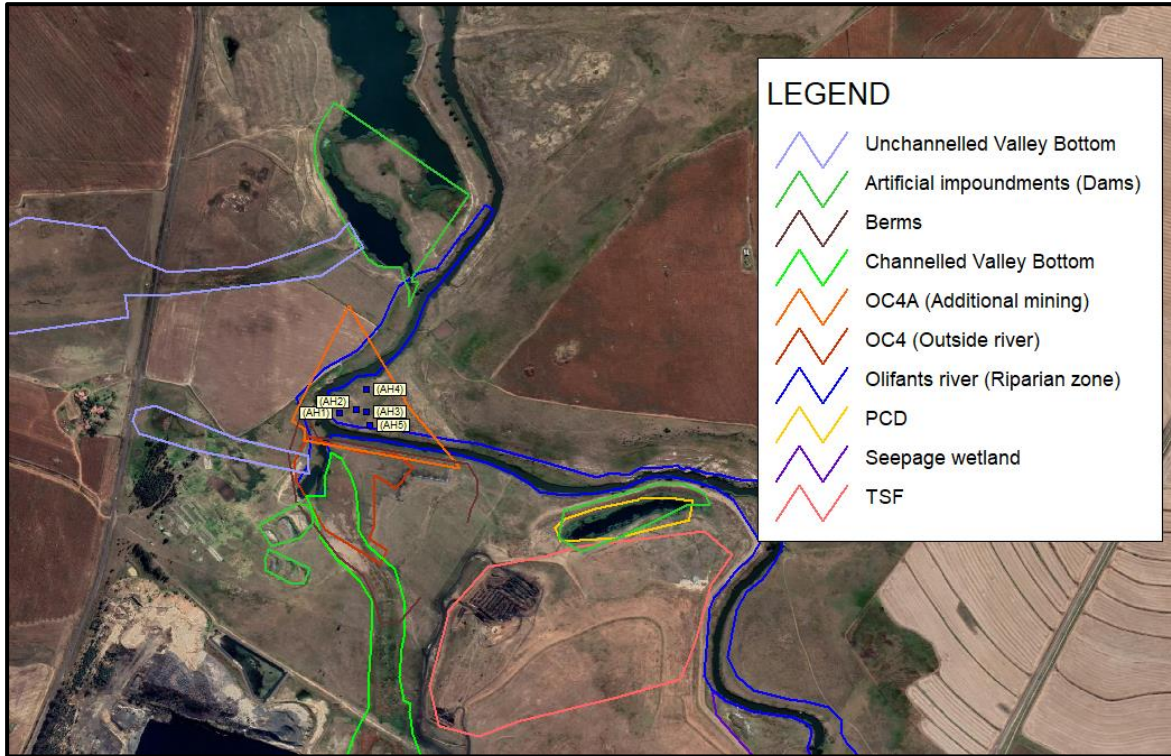 LEGEND
Unchannelled Valley Bottom
Artificial impoundments (Dams)
Berms
Channelled Valley Bottom
OC4A (Additional mining)
OC4 (Outside river)
Olifants river (Riparian zone)
PCD
Seepage wetland
TSF
(AH4)
(AH2)
(AH1)
(AH3)
(AH5)